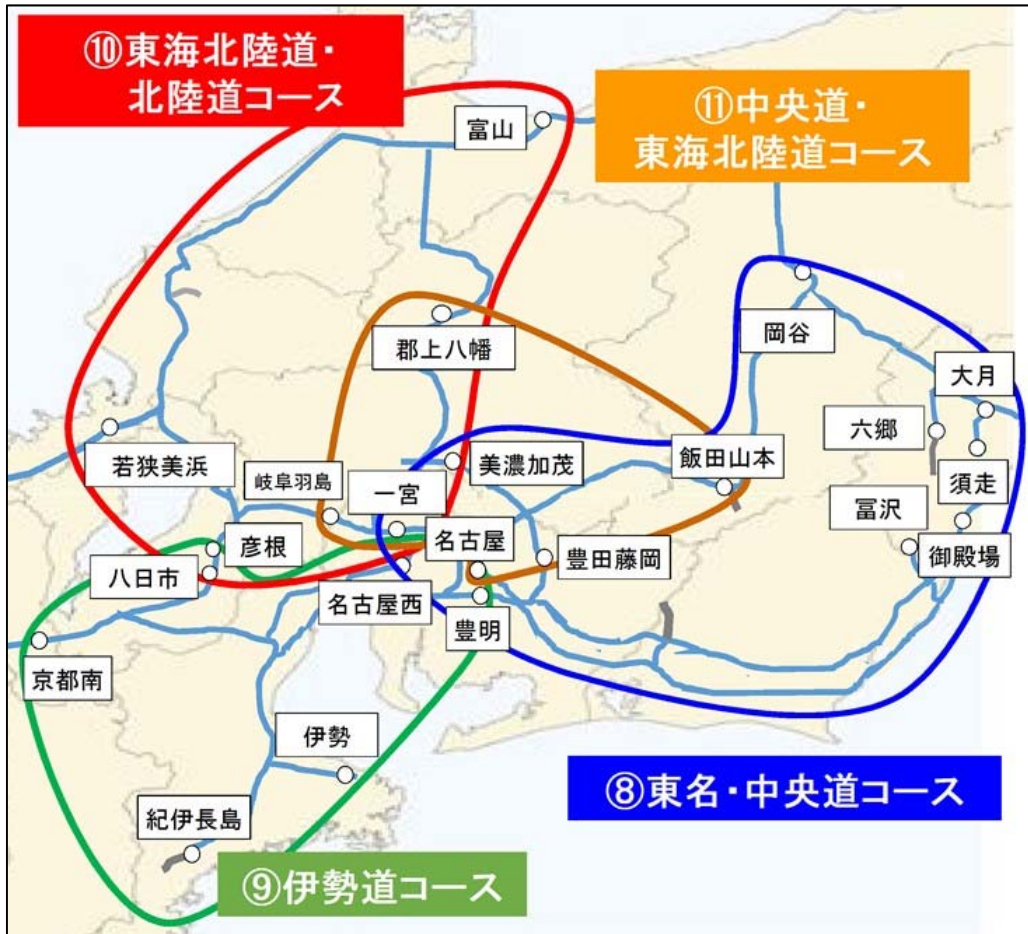 ⑩東海北陸道・
北陸道コース
⑪中央道・
東海北陸道コース
富山
岡谷
郡上八幡
大月
六郷
若狭美浜
岐阜羽島
一宮
美濃加茂
飯田山本
須走
冨沢
彦根
名古屋
御殿場
八日市
豊田藤岡
名古屋西
豊明
京都南
伊勢
⑧東名・中央道コース
紀伊長島
⑨伊勢道コース